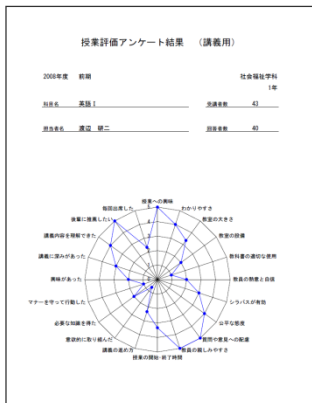 授業評価アンケート結果　（講義用）
2008年度　前期　社会福祉学科
1年
科目名　英語Ⅰ　受講者数　43
担当者名　渡辺　研二　回答者数　40
授業への興味
わかりやすさ
教室の大きさ
教室の設備
教科書の適切な使用
教員の熱意と自信
シラバスが有効
公平な態度
質問や意見への配慮
教員の親しみやすさ
授業の開始・終了時間
講義の進め方
意欲的に取り組んだ
必要な知識を得た
マナーを守って行動した
興味があった
講義に深みがあった
講義内容を理解できた
後輩に推薦したい
毎回出席した
5
4
3
2